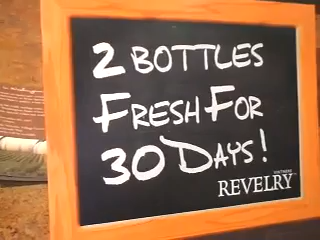 2 BOTTLES
FRESH FOR
30 DAYS!
SOUTHERN
REVELRY